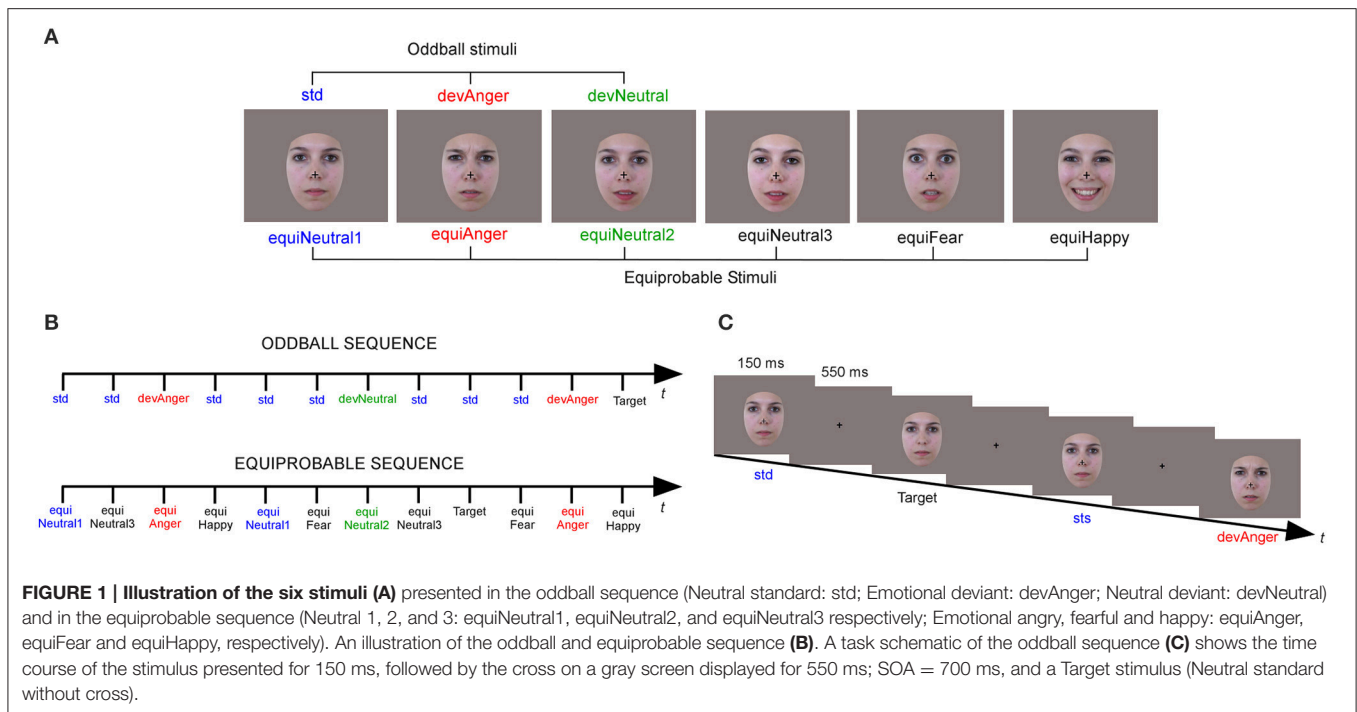 A
Oddball stimuli
std devAnger devNeutral
equiNeutral1 equiAnger equiNeutral2 equiNeutral3 equiFear equiHappy
Equiprobable Stimuli
B
ODDBALL SEQUENCE
std std devAnger std std std devNeutral std std std devAnger Target t
EQUIPROBABLE SEQUENCE
equi equi equi equi equi equi equi equi Target equi equi equi t
Neutral1 Neutral3 Anger Happy Neutral1 Fear Neutral2 Neutral3 Fear Anger Happy
C
150 ms
550 ms
std
Target
sts
devAnger t
FIGURE 1 | Illustration of the six stimuli (A) presented in the oddball sequence (Neutral standard: std; Emotional deviant: devAnger; Neutral deviant: devNeutral)
and in the equiprobable sequence (Neutral 1, 2, and 3: equiNeutral1, equiNeutral2, and equiNeutral3 respectively; Emotional angry, fearful and happy: equiAnger,
equiFear and equiHappy, respectively). An illustration of the oddball and equiprobable sequence (B). A task schematic of the oddball sequence (C) shows the time
course of the stimulus presented for 150 ms, followed by the cross on a gray screen displayed for 550 ms; SOA = 700 ms, and a Target stimulus (Neutral standard
without cross).